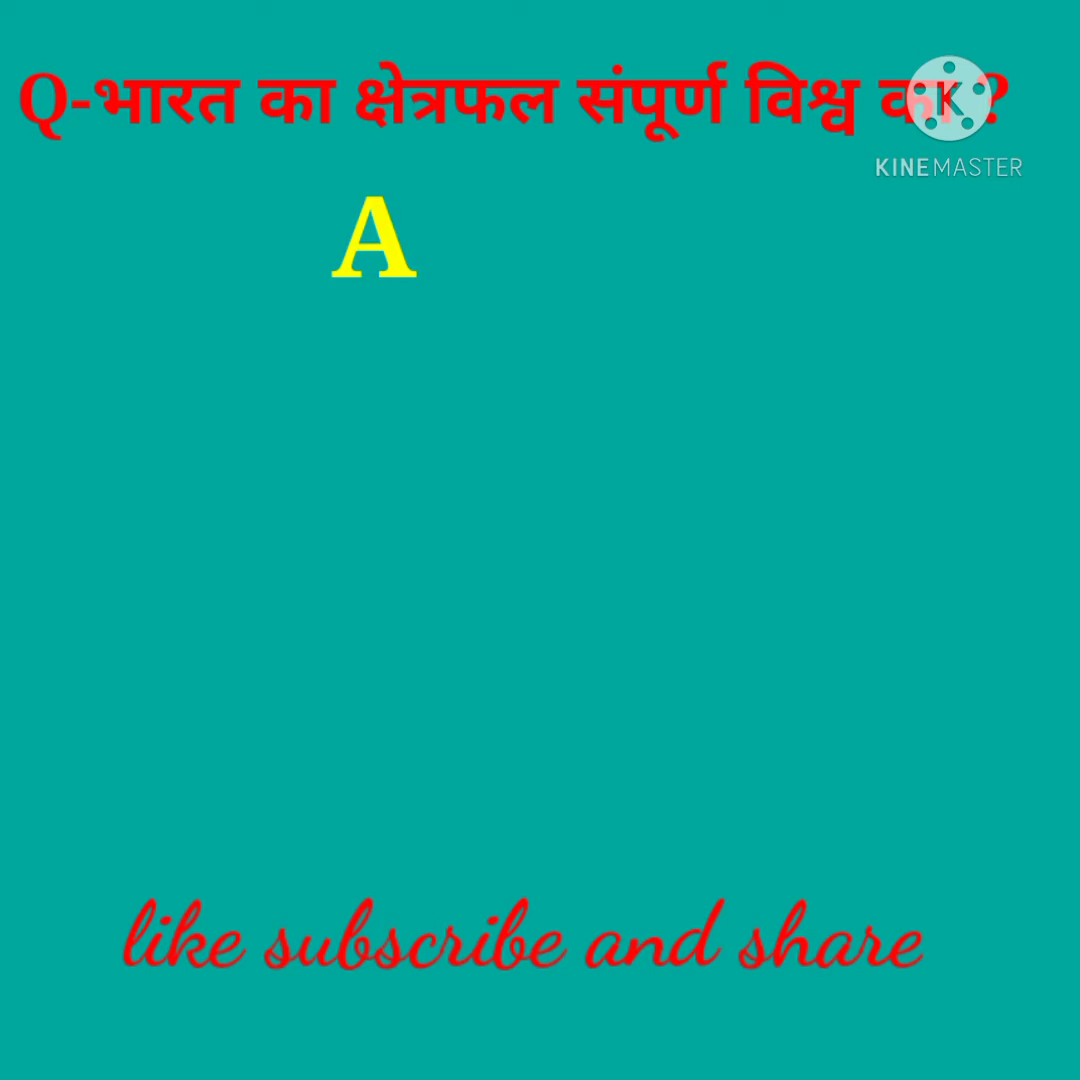 Q-भारत का क्षेत्रफल संपूर्ण विश्व का ?
K
KINEMASTER
A
like subscribe and share